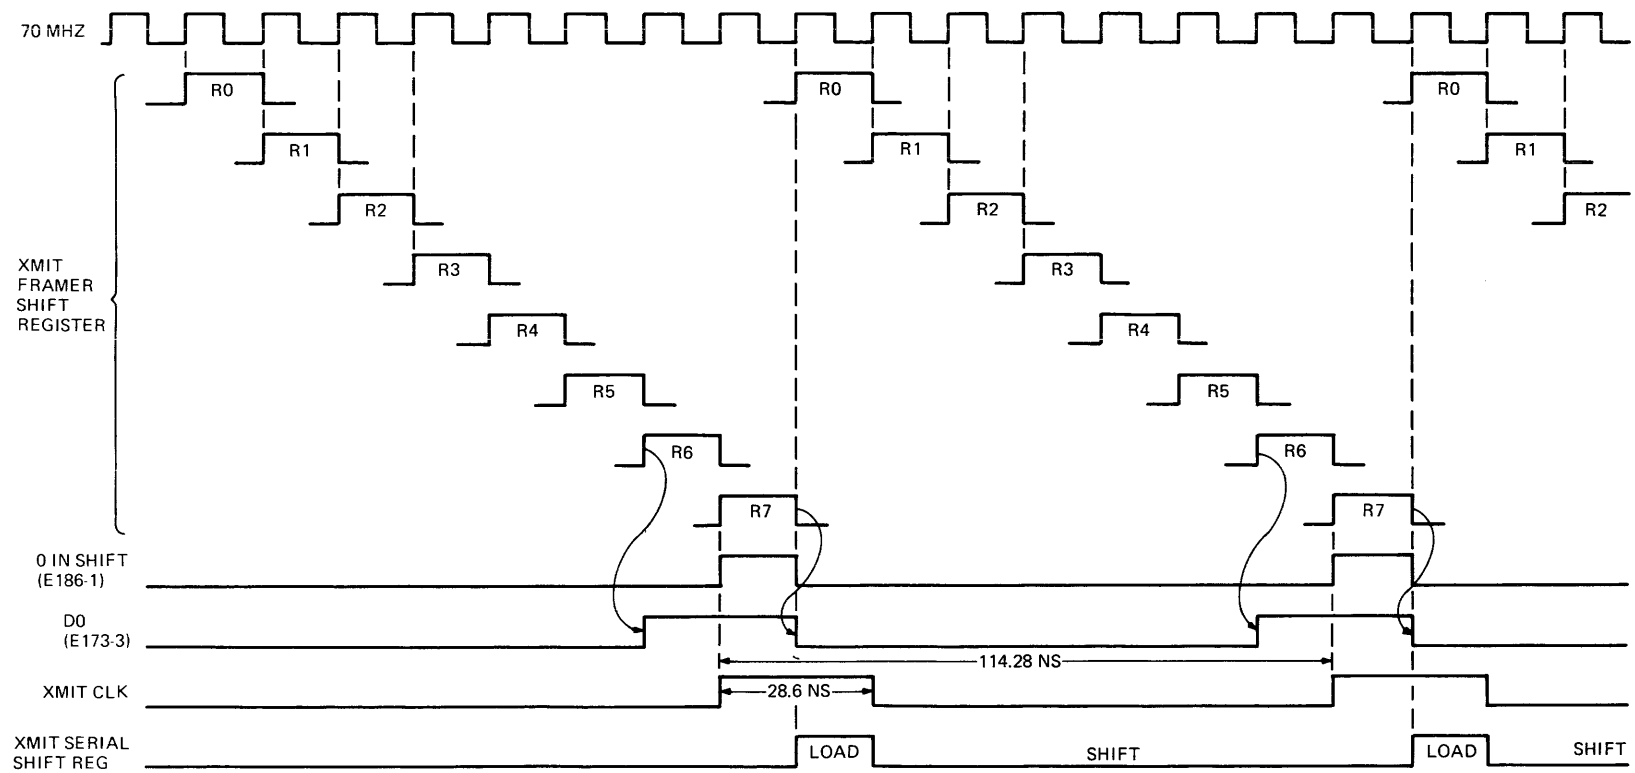 70 MHZ
R0
R0
R0
R1
R1
R1
R2
R2
R2
XMIT
FRAMER
SHIFT
REGISTER
R3
R3
R4
R4
R5
R5
R6
R6
R7
R7
0 IN SHIFT
(E186-1)
D0
(E173-3)
114.28 NS
XMIT CLK
28.6 NS
XMIT SERIAL
SHIFT REG
LOAD
SHIFT
LOAD
SHIFT